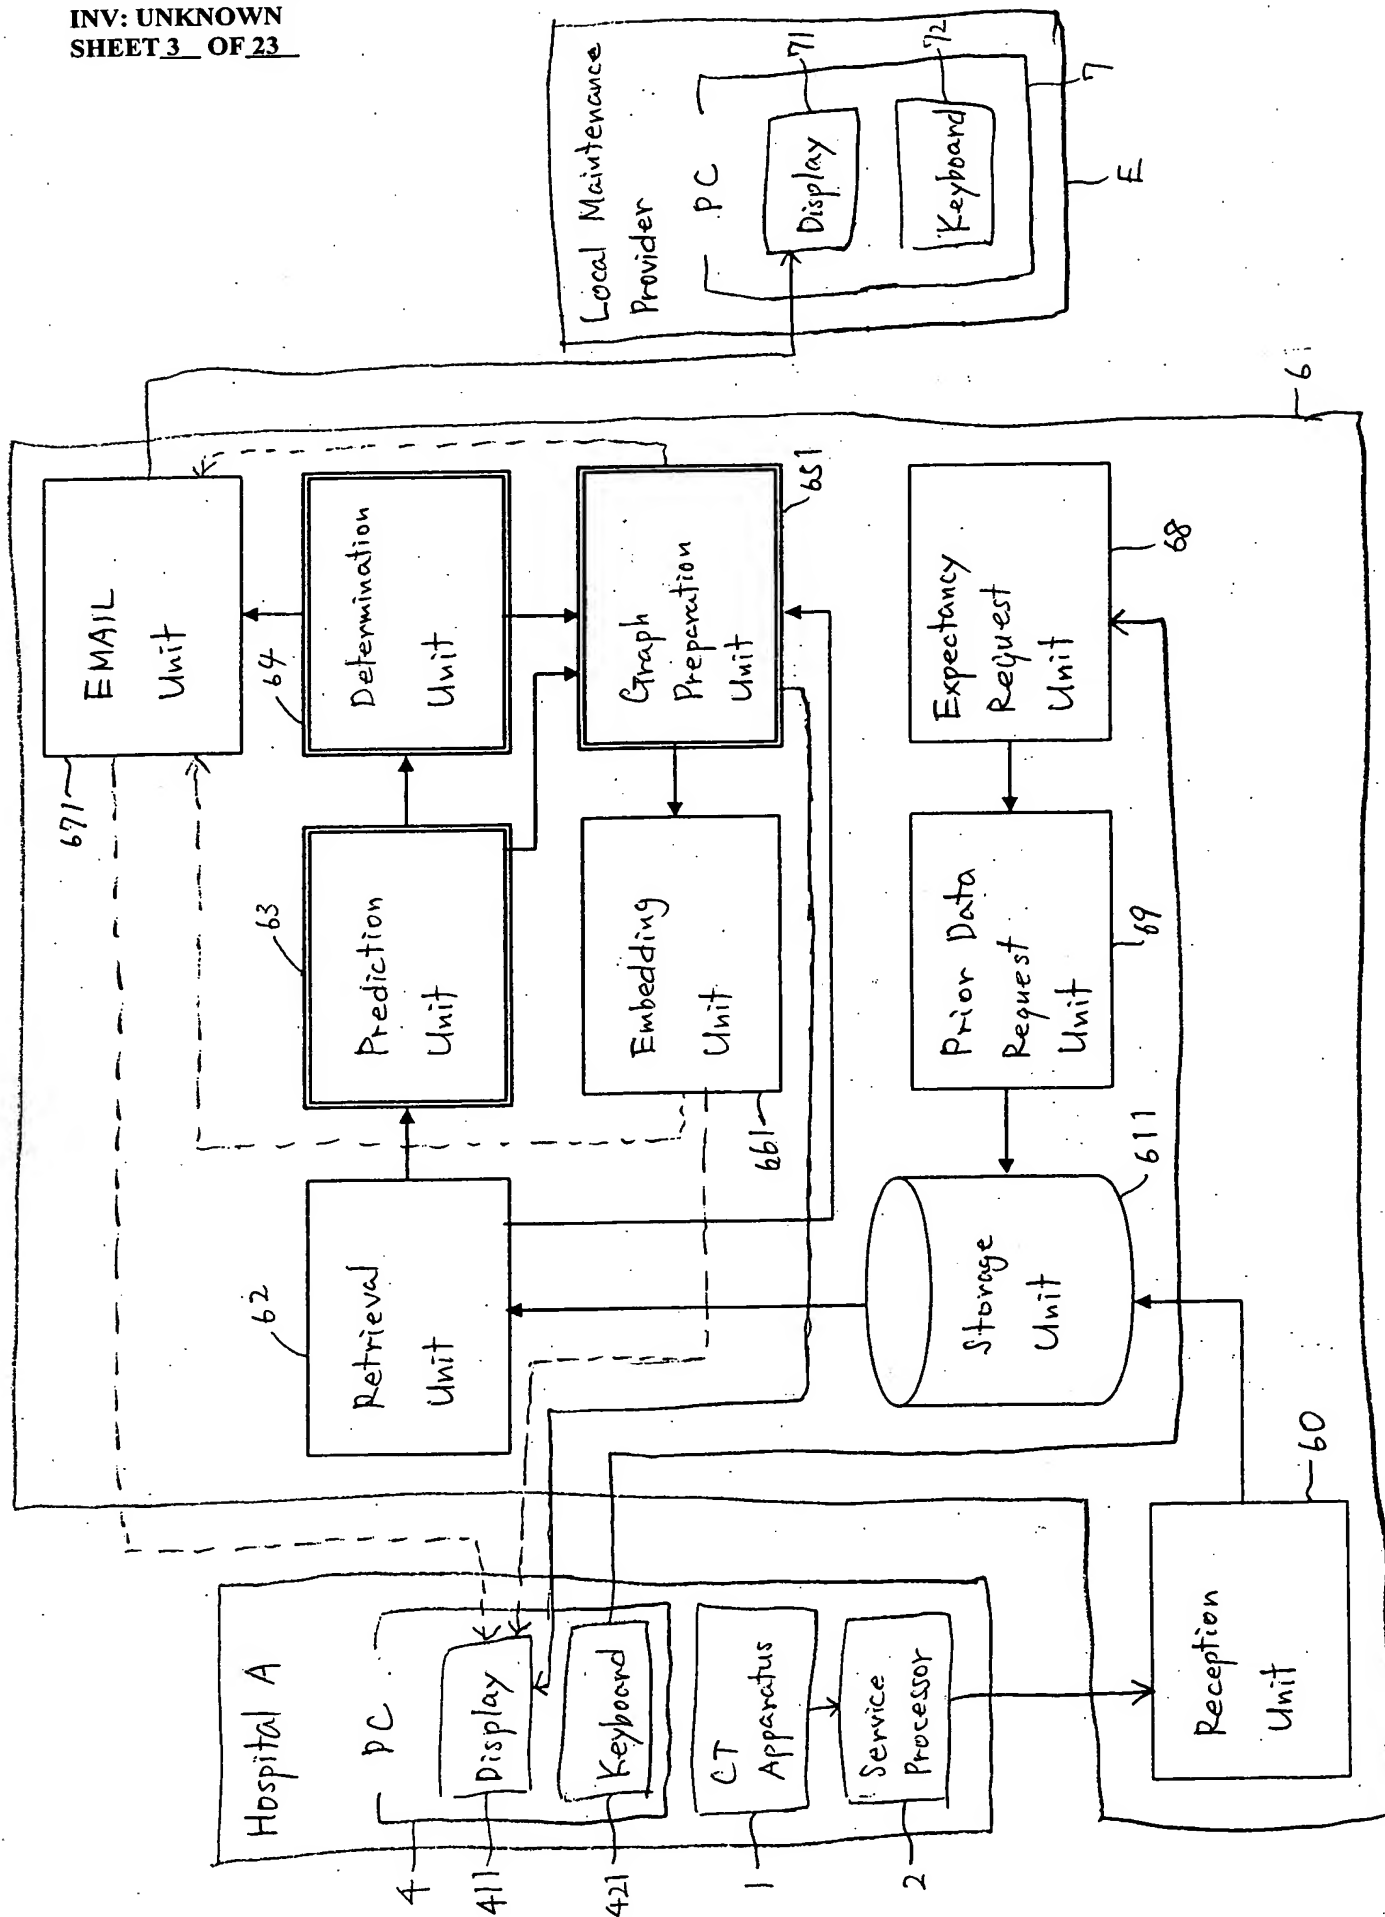 INV: UNKNOWN
SHEET 3 OF 23
Hospital A
PC
Display
Keyboard
CT
Apparatus
Service
Processor
4
411
421
1
2
Reception
Unit
60
Retrieval
Unit
62
Storage
Unit
611
Prediction
Unit
63
Embedding
Unit
661
Prior Data
Request
Unit
69
EMAIL
Unit
671
Determination
Unit
64
Graph
Preparation
Unit
651
Expectancy
Request
Unit
68
6
Local Maintenance
Provider
PC
Display
Keyboard
71
72
7
E